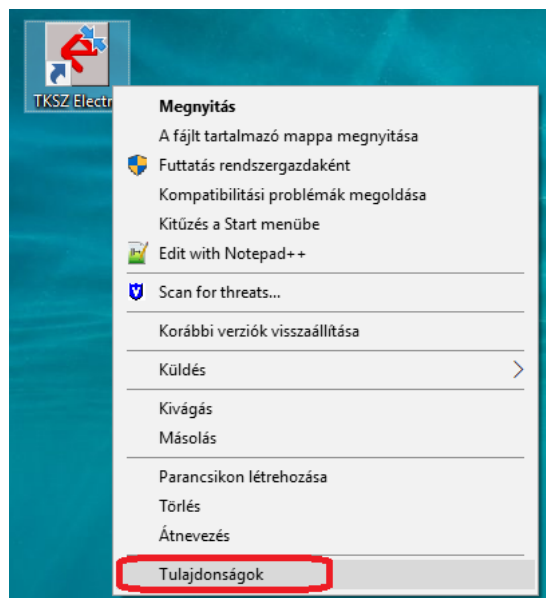 TKSZ Electr
Megnyitás
A fájlt tartalmazó mappa megnyitása
Futtatás rendszergazdaként
Kompatibilitási problémák megoldása
Kitűzés a Start menübe
Edit with Notepad++
Scan for threats...
Korábbi verziók visszaállítása
Küldés
Kivágás
Másolás
Parancsikon létrehozása
Törlés
Átnevezés
Tulajdonságok